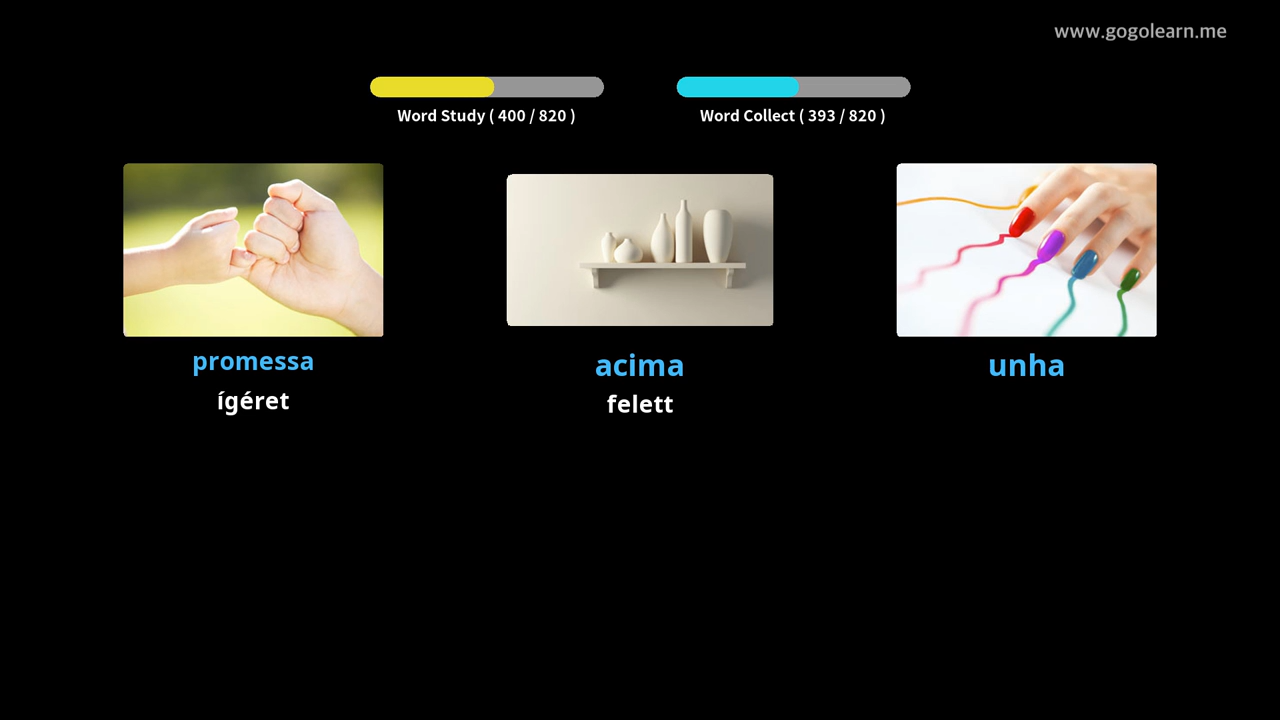 www.gogolearn.me
Word Study ( 400 / 820 )
Word Collect ( 393 / 820 )
promessa
ígéret
acima
felett
unha